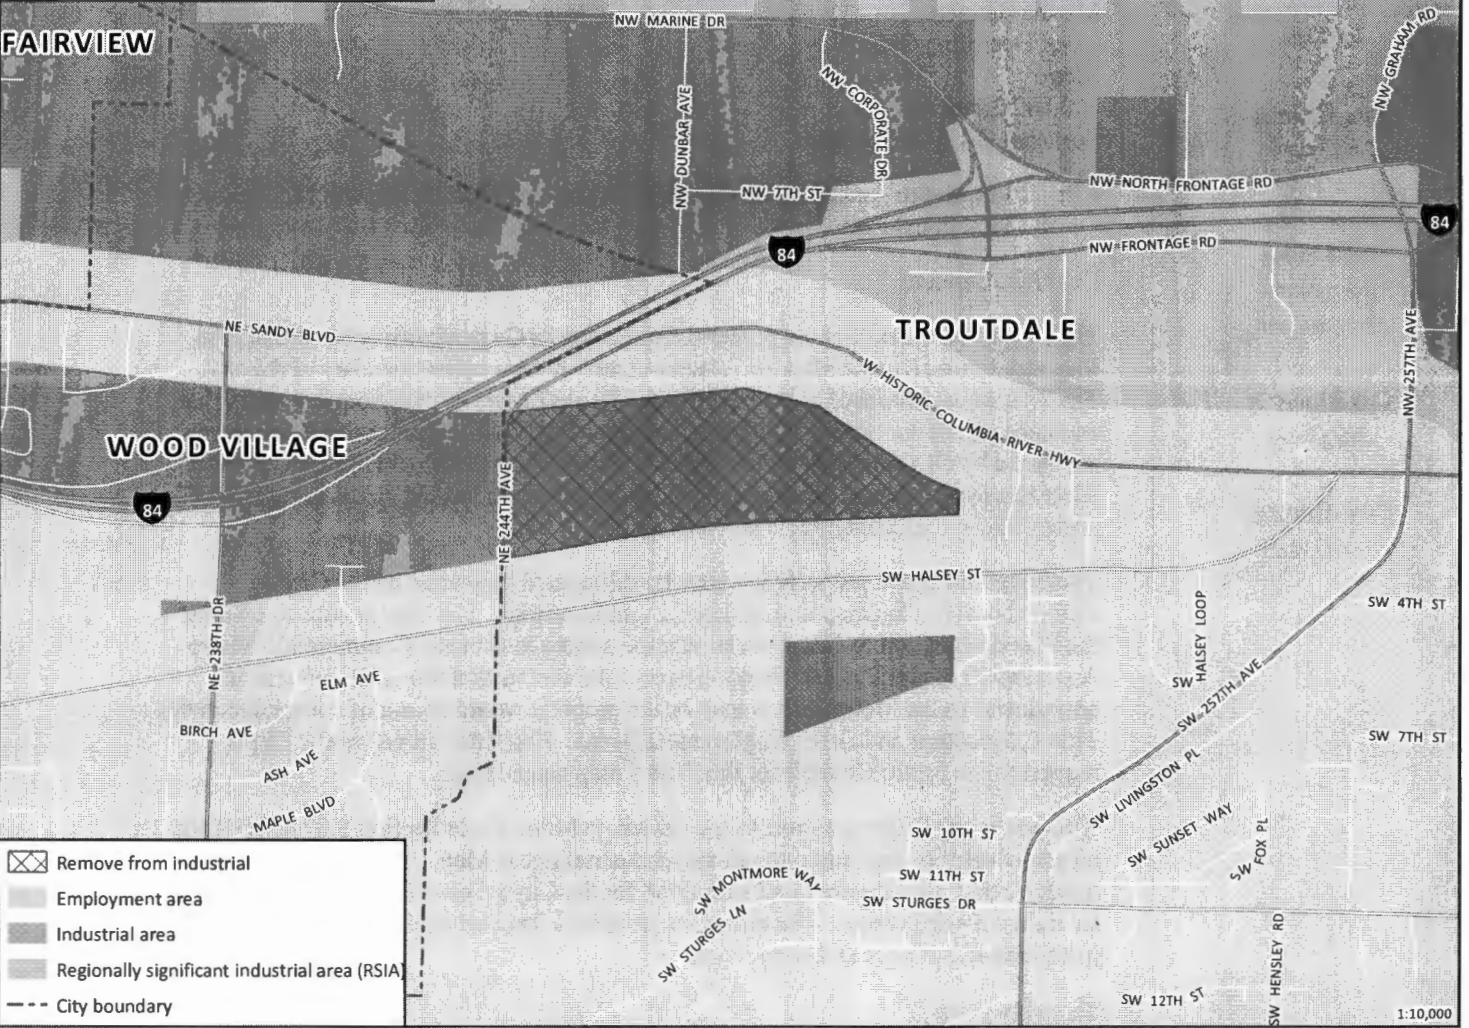 FAIRVIEW
NW MARINE DR
NW GRAHAM RD
NW DUNBAR AVE
NW CORPORATE DR
NW 7TH ST
NW NORTH FRONTAGE RD
84
84
NW FRONTAGE RD
NE SANDY BLVD
TROUTDALE
NW 257TH AVE
W HISTORIC COLUMBIA RIVER HWY
WOOD VILLAGE
84
NE 244TH AVE
SW HALSEY ST
NE 238TH DR
SW HALSEY LOOP
SW 4TH ST
ELM AVE
SW 257TH AVE
BIRCH AVE
SW 7TH ST
ASH AVE
SW LIVINGSTON PL
MAPLE BLVD
SW 10TH ST
SW SUNSET WAY
SW FOX PL
SW MONTMORE WAY
SW 11TH ST
SW STURGES DR
SW STURGES LN
SW HENSLEY RD
SW 12TH ST
Remove from industrial
Employment area
Industrial area
Regionally significant industrial area (RSIA)
City boundary
1:10,000